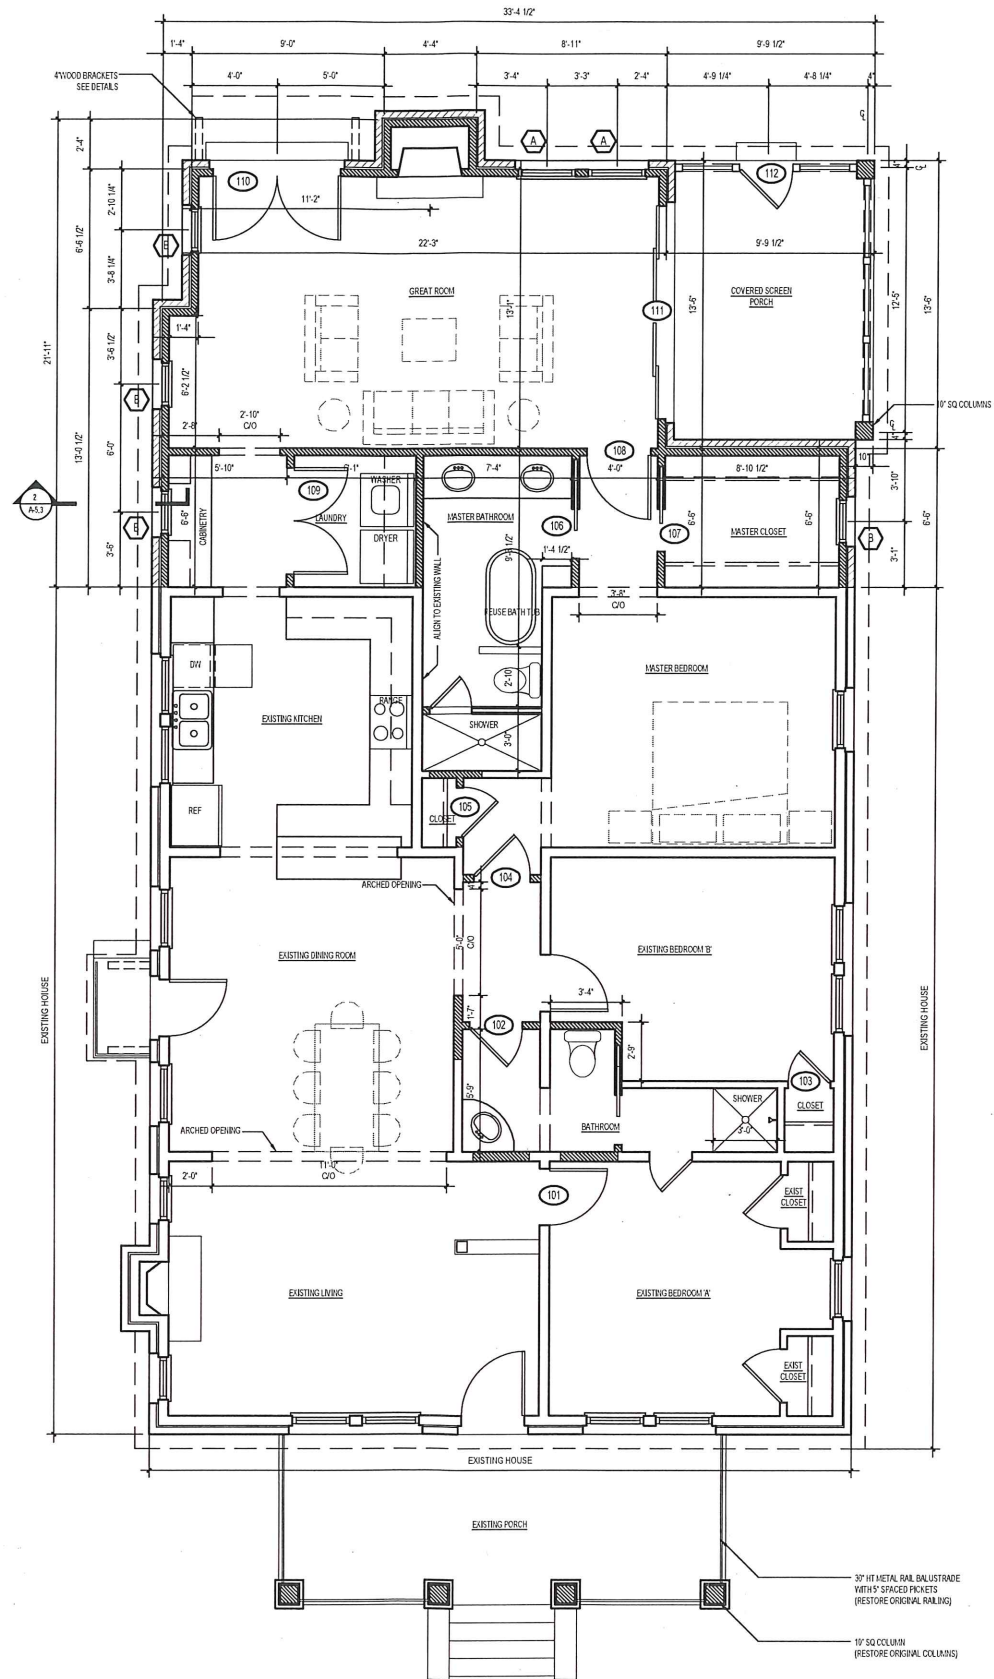 33'-4 1/2"
1'-4"
9'-0"
4'-4"
8'-11"
9'-9 1/2"
4'-0"
5'-0"
3'-4"
3'-3"
2'-4"
4'-9 1/4"
4'-8 1/4"
4"
4"WOOD BRACKETS
SEE DETAILS
A
A
2'-4"
110
112
4"
11'-2"
2'-10 1/4"
6'-6 1/2"
3'-8 1/4"
22'-3"
9'-9 1/2"
GREAT ROOM
13'-1"
COVERED SCREEN
PORCH
111
13'-6"
12'-5"
13'-6"
1'-4"
21'-11"
3'-6 1/2"
6'-2 1/2"
10" SQ COLUMNS
2'-8"
2'-10"
C/O
13'-0 1/2"
6'-0"
4"
108
10"
5'-10"
7'-4"
4'-0"
8'-10 1/2"
109
WASHER
3'-10"
2
A-5.3
6'-6"
CABINETRY
LAUNDRY
MASTER BATHROOM
106
107
MASTER CLOSET
6'-6"
6'-6"
6'-6"
B
3'-6"
DRYER
1'-4 1/2"
3'-1"
ALIGN TO EXISTING WALL
3'-8"
C/O
DW
MASTER BEDROOM
2'-10
EXISTING KITCHEN
RANGE
SHOWER
3'-0"
REF
105
CLOSET
104
ARCHED OPENING
4"
5'-0"
C/O
EXISTING DINING ROOM
EXISTING BEDROOM 'B'
3'-4"
EXISTING HOUSE
EXISTING HOUSE
1'-7"
102
2'-9"
103
5'-9"
SHOWER
CLOSET
3'-0"
BATHROOM
ARCHED OPENING
11'-0"
C/O
2'-0"
101
EXIST
CLOSET
EXISTING LIVING
EXISTING BEDROOM 'A'
EXIST
CLOSET
EXISTING HOUSE
EXISTING PORCH
30" HT METAL RAIL BALUSTRADE
WITH 5" SPACED PICKETS
(RESTORE ORIGINAL RAILING)
10" SQ COLUMN
(RESTORE ORIGINAL COLUMNS)